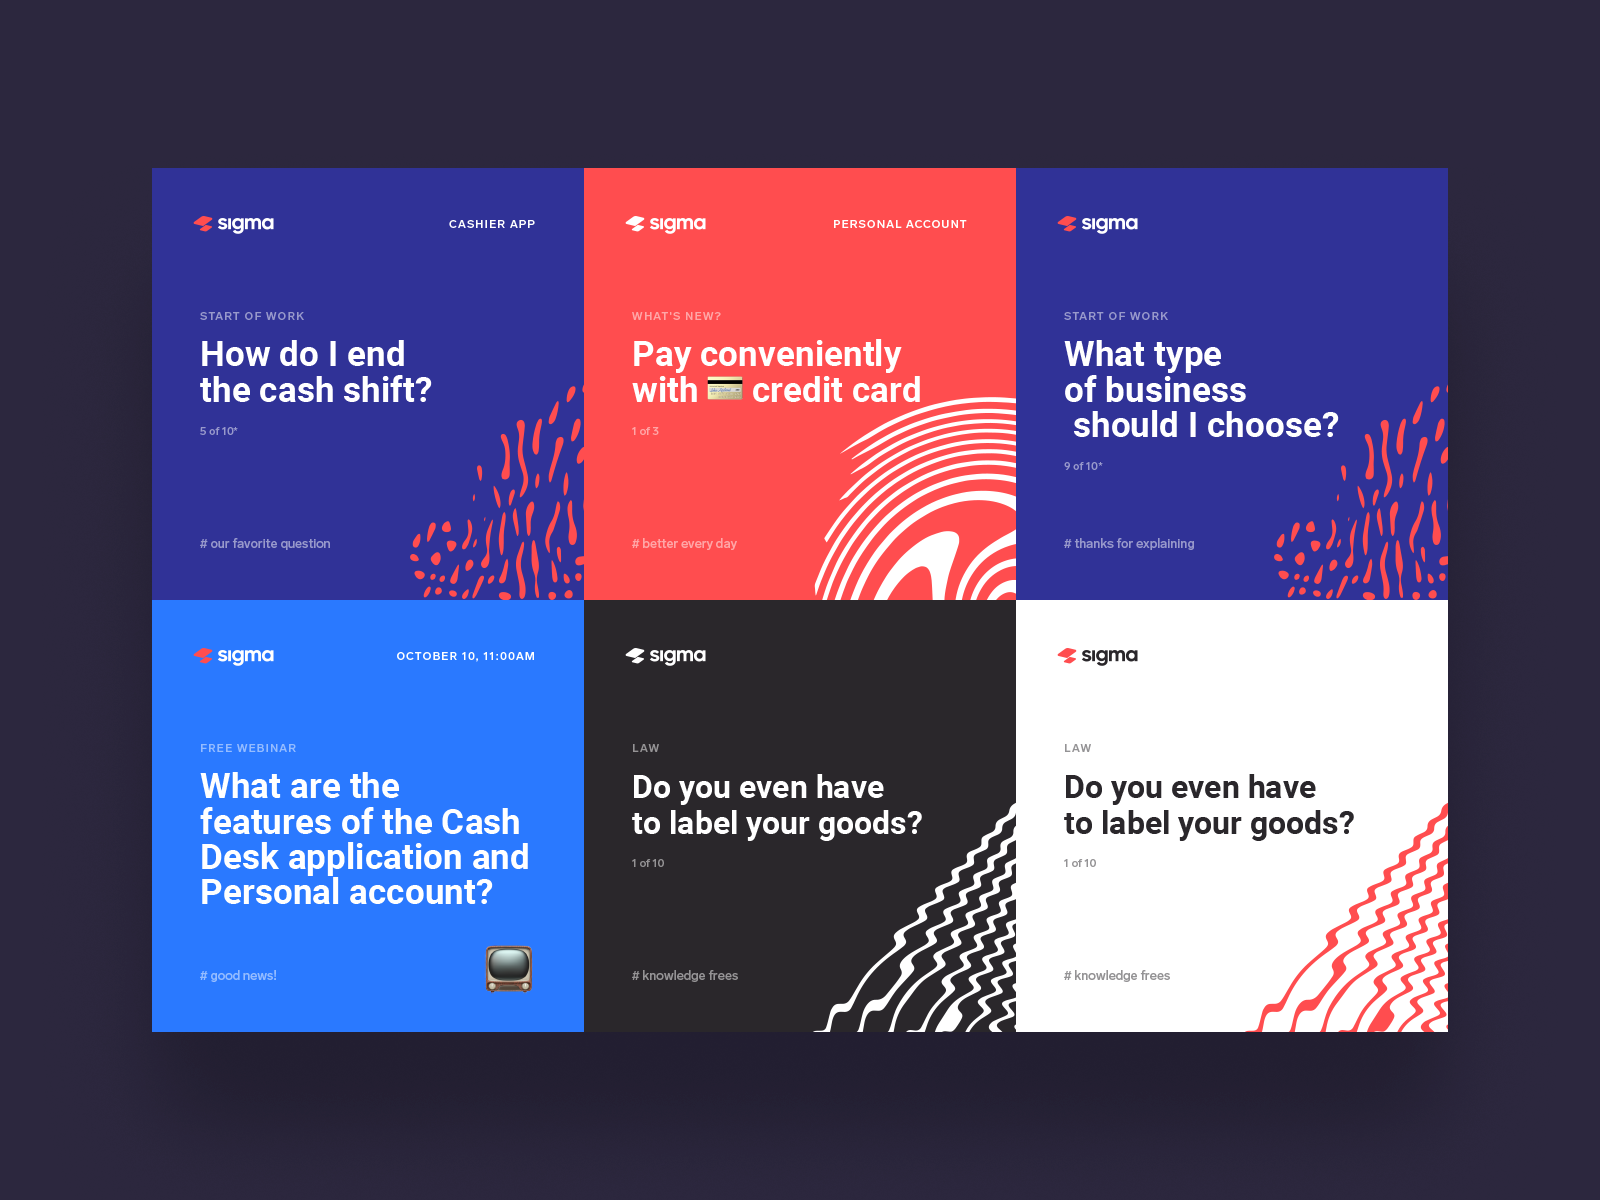 sigma
CASHIER APP
START OF WORK
How do I end
the cash shift?
5 of 10*
# our favorite question
sigma
PERSONAL ACCOUNT
WHAT'S NEW?
Pay conveniently
with 💳 credit card
1 of 3
# better every day
sigma
START OF WORK
What type
of business
should I choose?
9 of 10*
# thanks for explaining
sigma
OCTOBER 10, 11:00AM
FREE WEBINAR
What are the
features of the Cash
Desk application and
Personal account?
# good news!
sigma
LAW
Do you even have
to label your goods?
1 of 10
# knowledge frees
sigma
LAW
Do you even have
to label your goods?
1 of 10
# knowledge frees